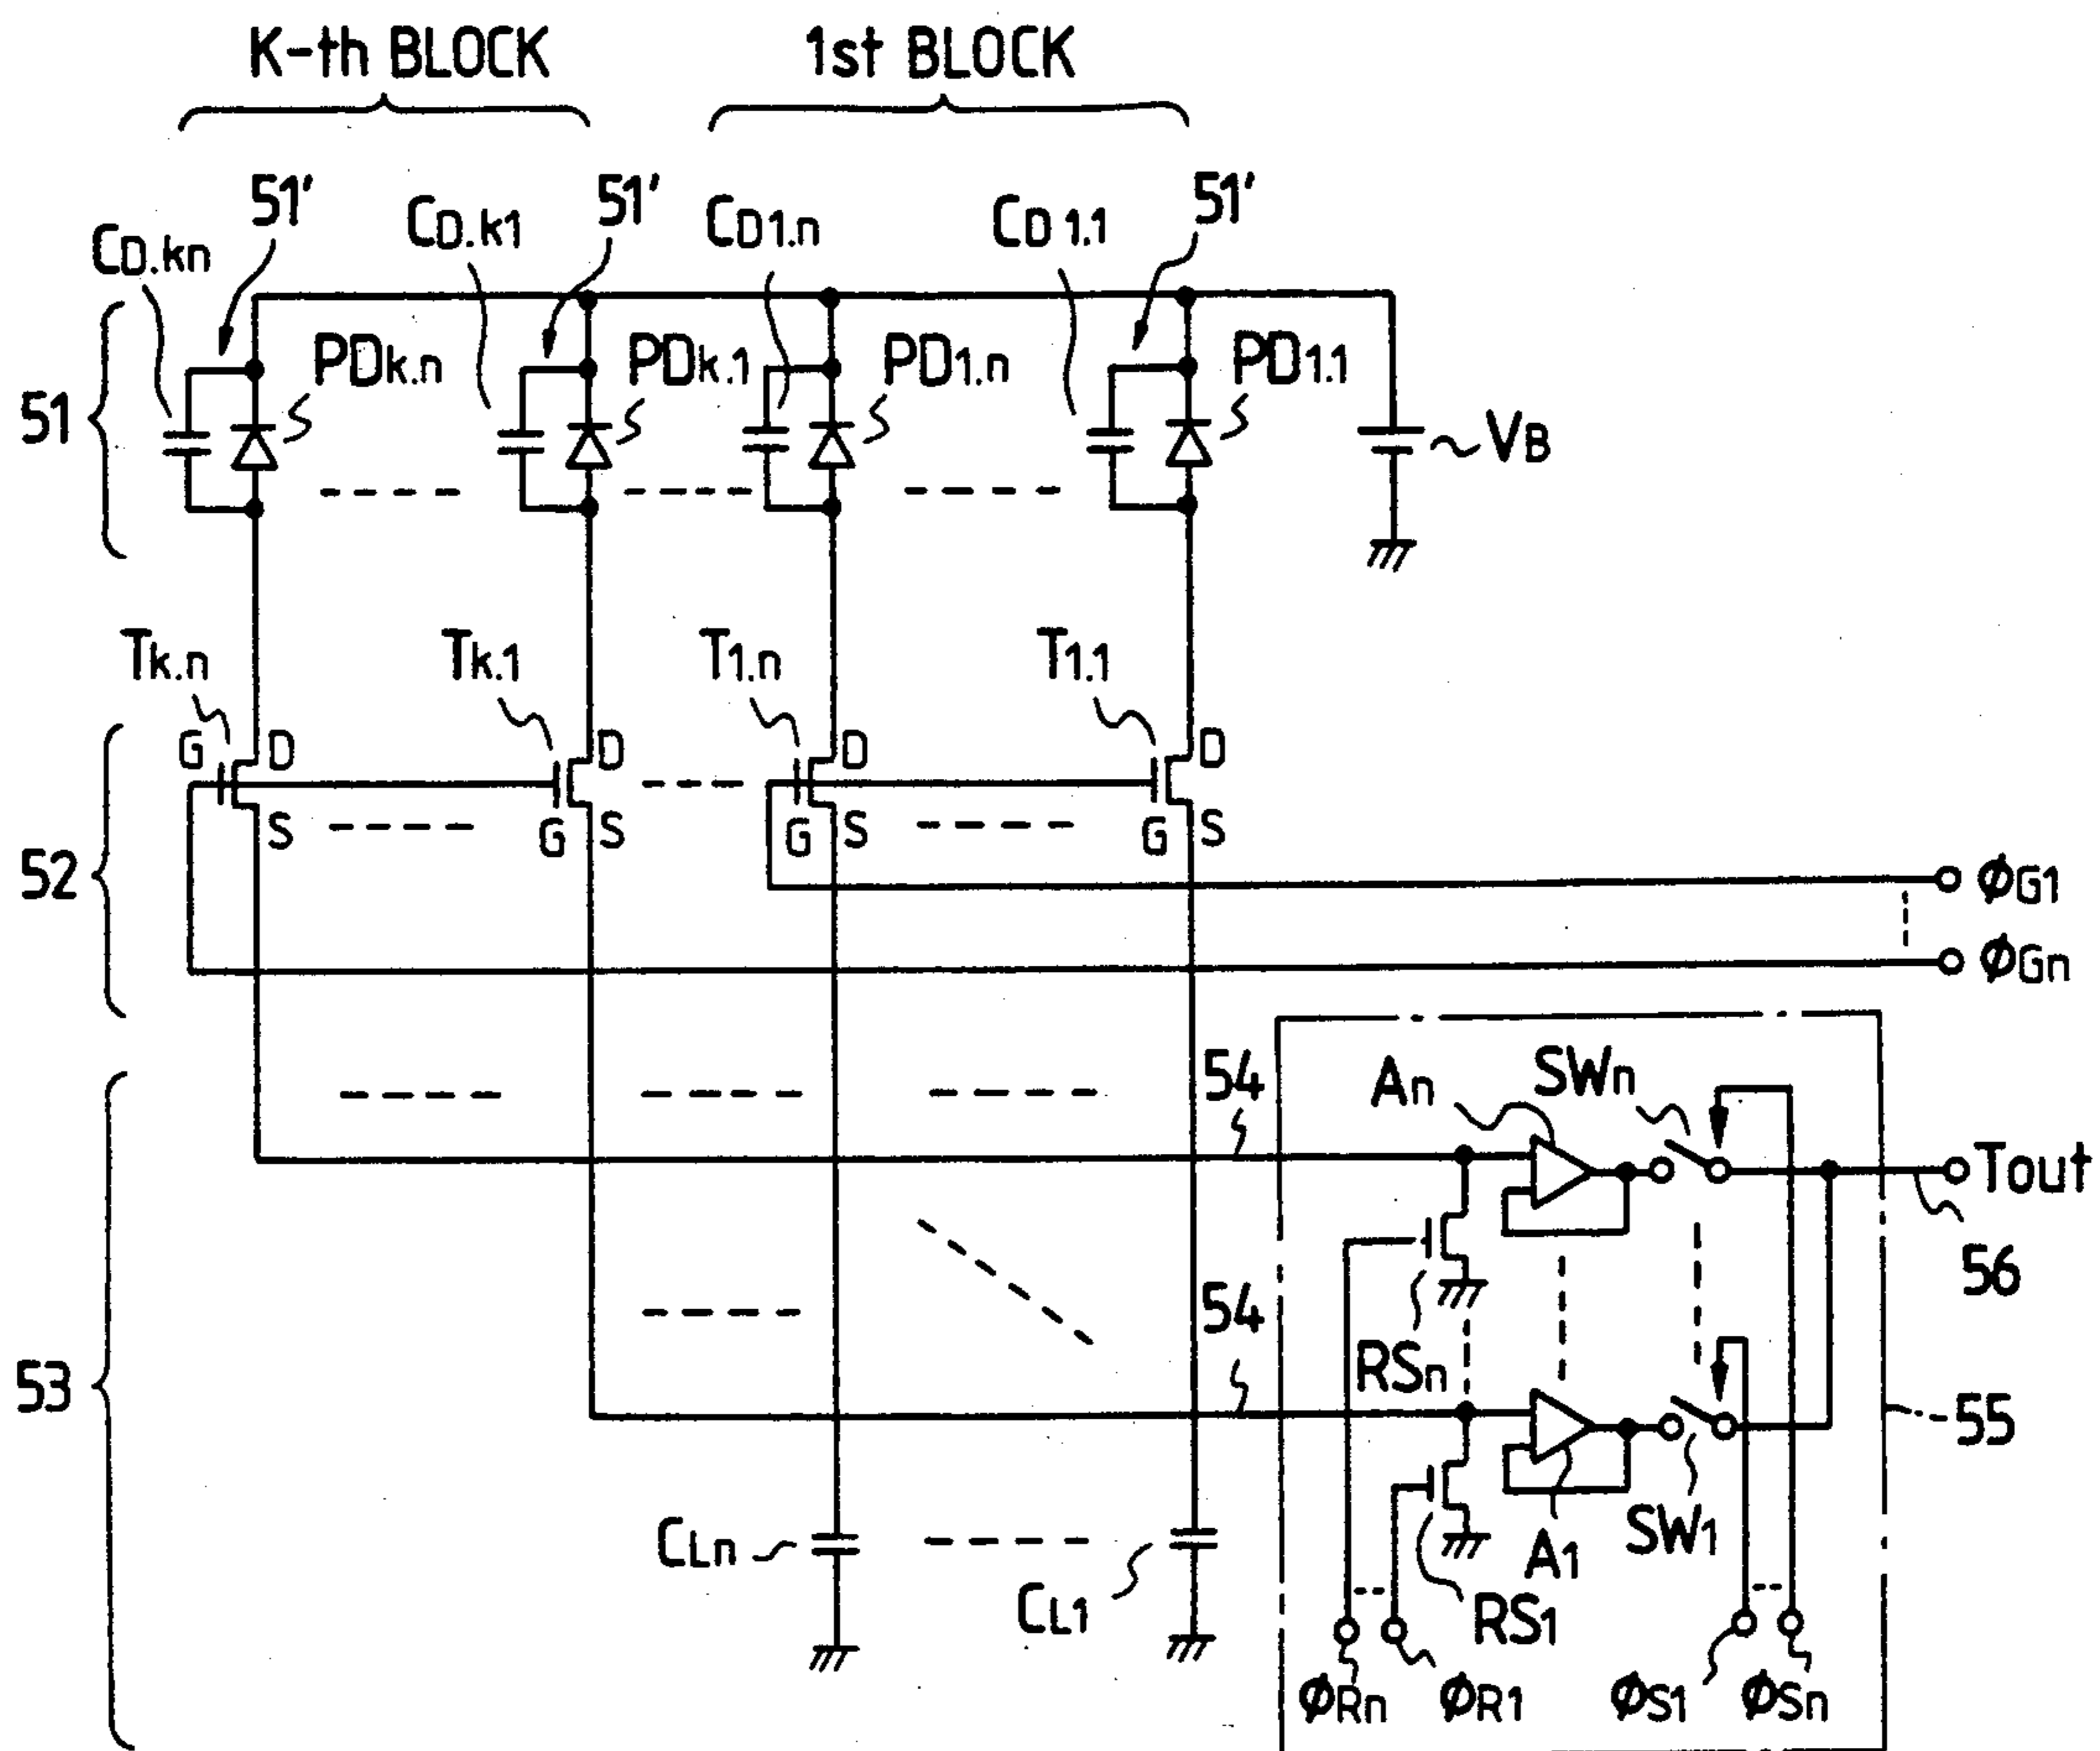 K-th BLOCK 1st BLOCK
51' 51' 51'
CD.kn CD.k1 CD1.n CD1.1
51 PDk.n PDk.1 PD1.n PD1.1 VB
Tk.n Tk.1 T1.n T1.1
G D D D D
S G S G S G S
52 ϕG1
ϕGn
54 An SWn
Tout
56
54
53 RSn
55
CLn SW1
CL1 A1
RS1
ϕRn ϕR1 ϕS1 ϕSn